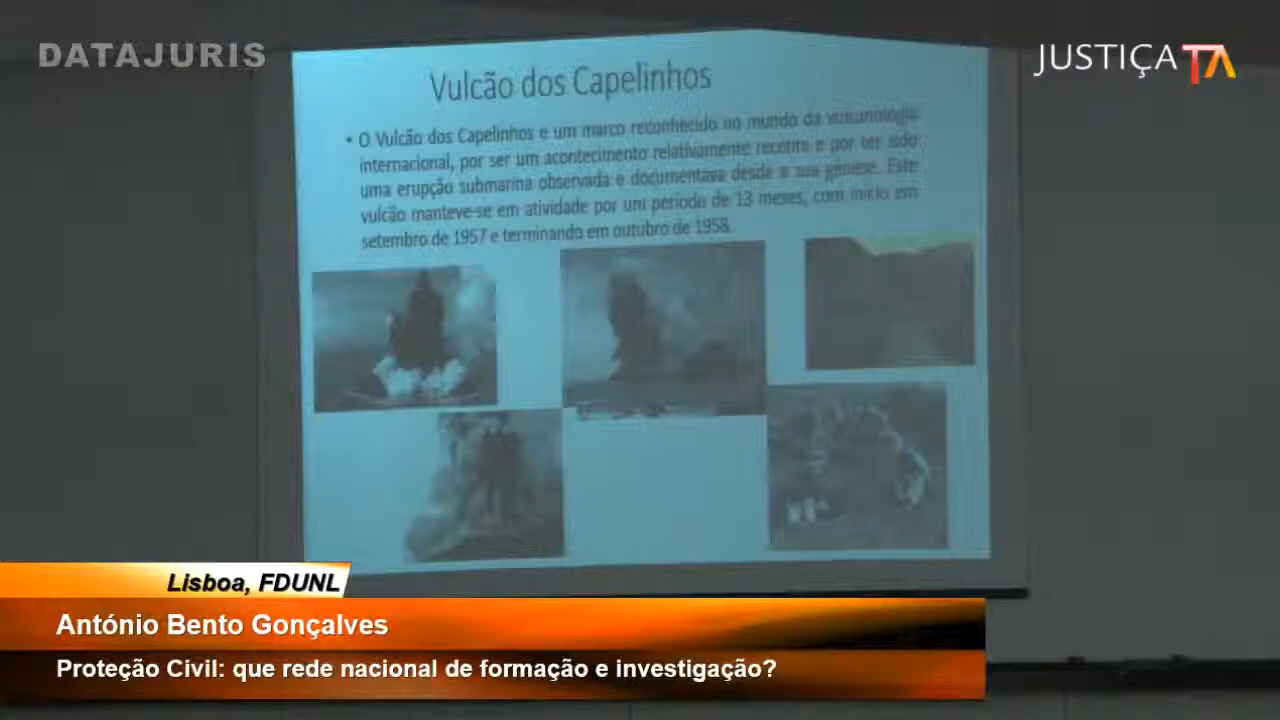 DATAJURIS
JUSTIÇA TA
Vulcão dos Capelinhos
• O Vulcão dos Capelinhos e um marco reconhecido no mundo da vulcanologia
internacional, por ser um acontecimento relativamente recente e por ter sido
uma erupção submarina observada e documentava desde a sua génese. Este
vulcão manteve-se em atividade por um período de 13 meses, com início em
setembro de 1957 e terminando em outubro de 1958.
Lisboa, FDUNL
António Bento Gonçalves
Proteção Civil: que rede nacional de formação e investigação?